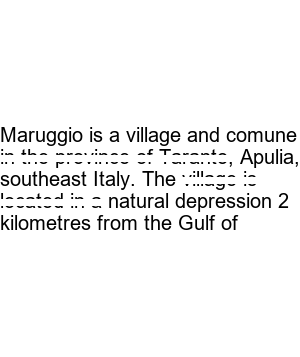 Maruggio is a village and comune
in the province of Taranto, Apulia,
southeast Italy. The village is
located in a natural depression 2
kilometres from the Gulf of